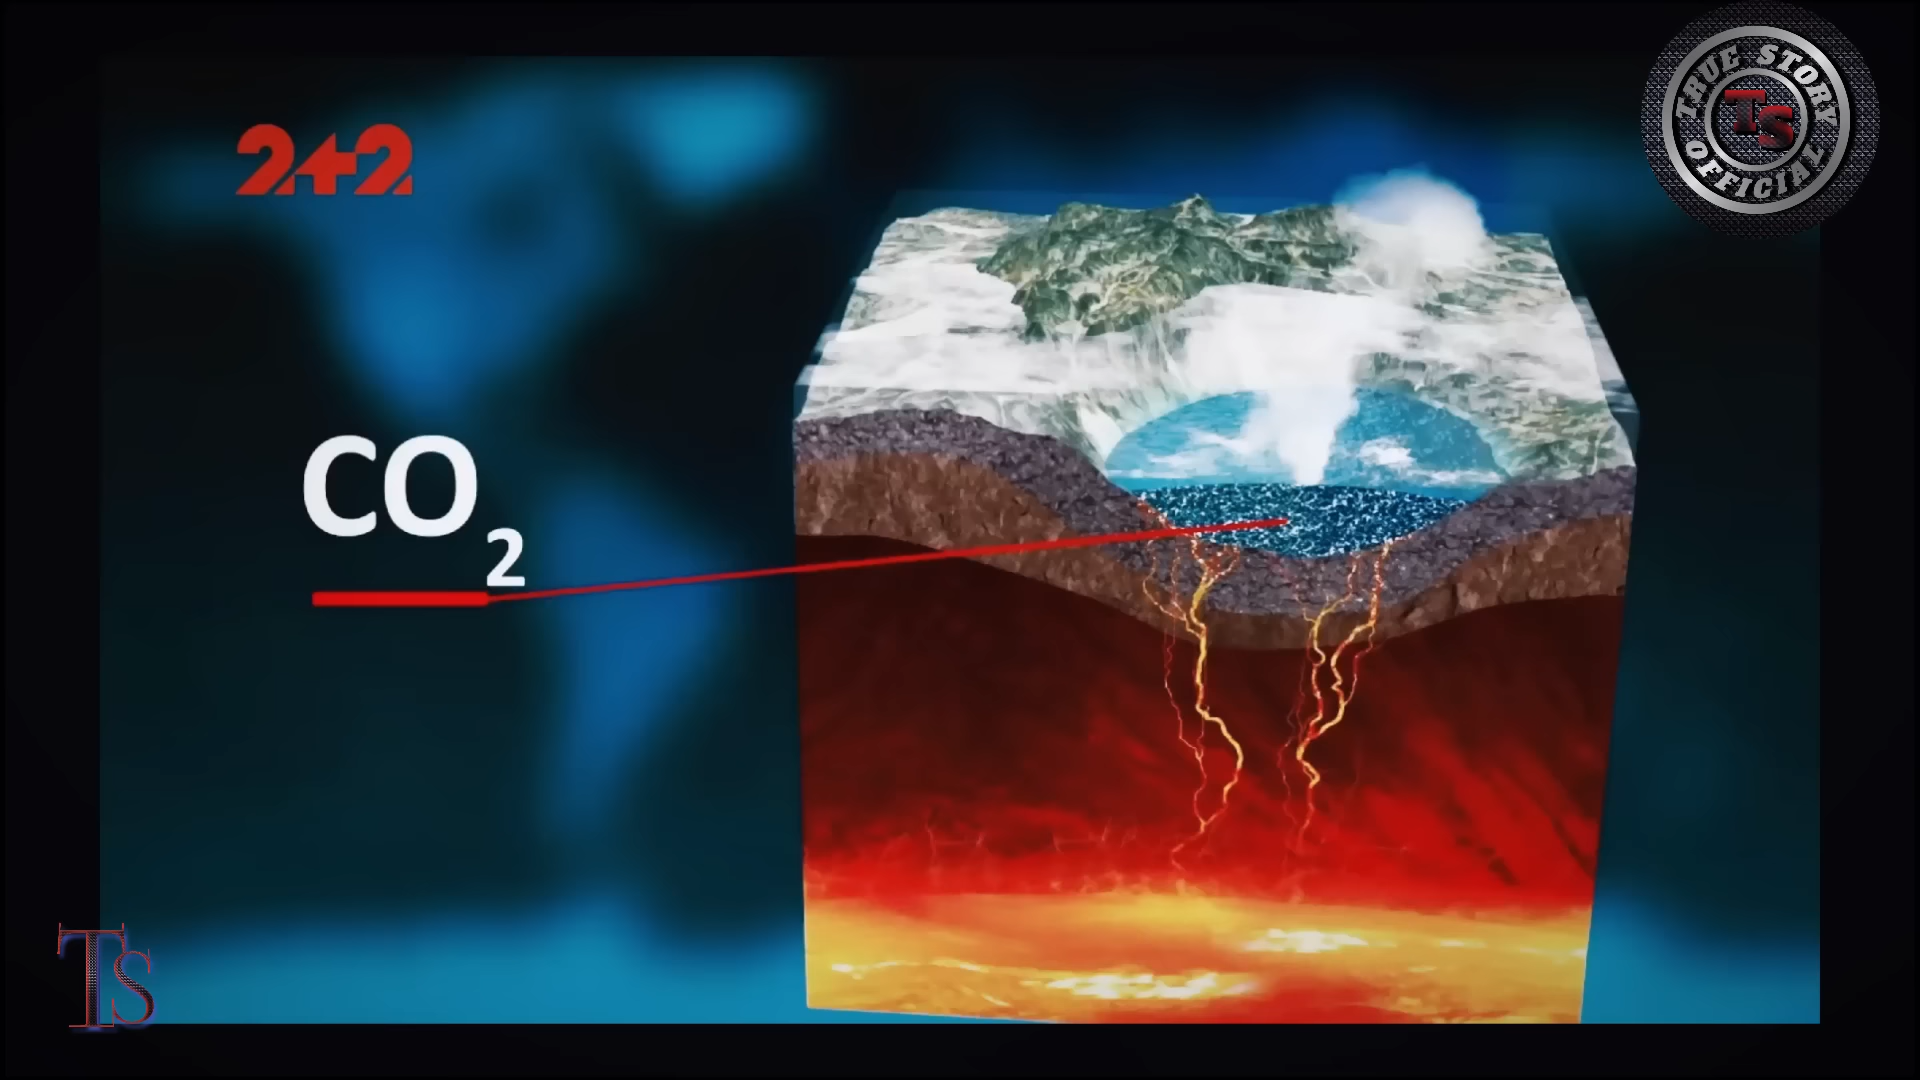 2+2
TRUE STORY
TS
OFFICIAL
CO₂
TS